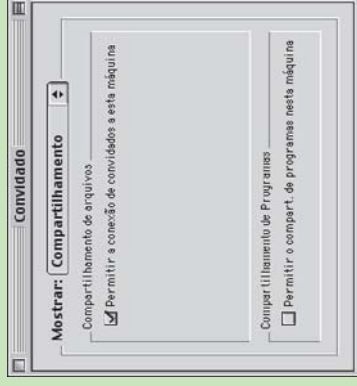 Convidado
Mostrar: Compartilhamento
Compartilhamento de arquivos
Permitir a conexão de convidados a esta máquina
Compartilhamento de Programas
Permitir o compart. de programas nesta máquina